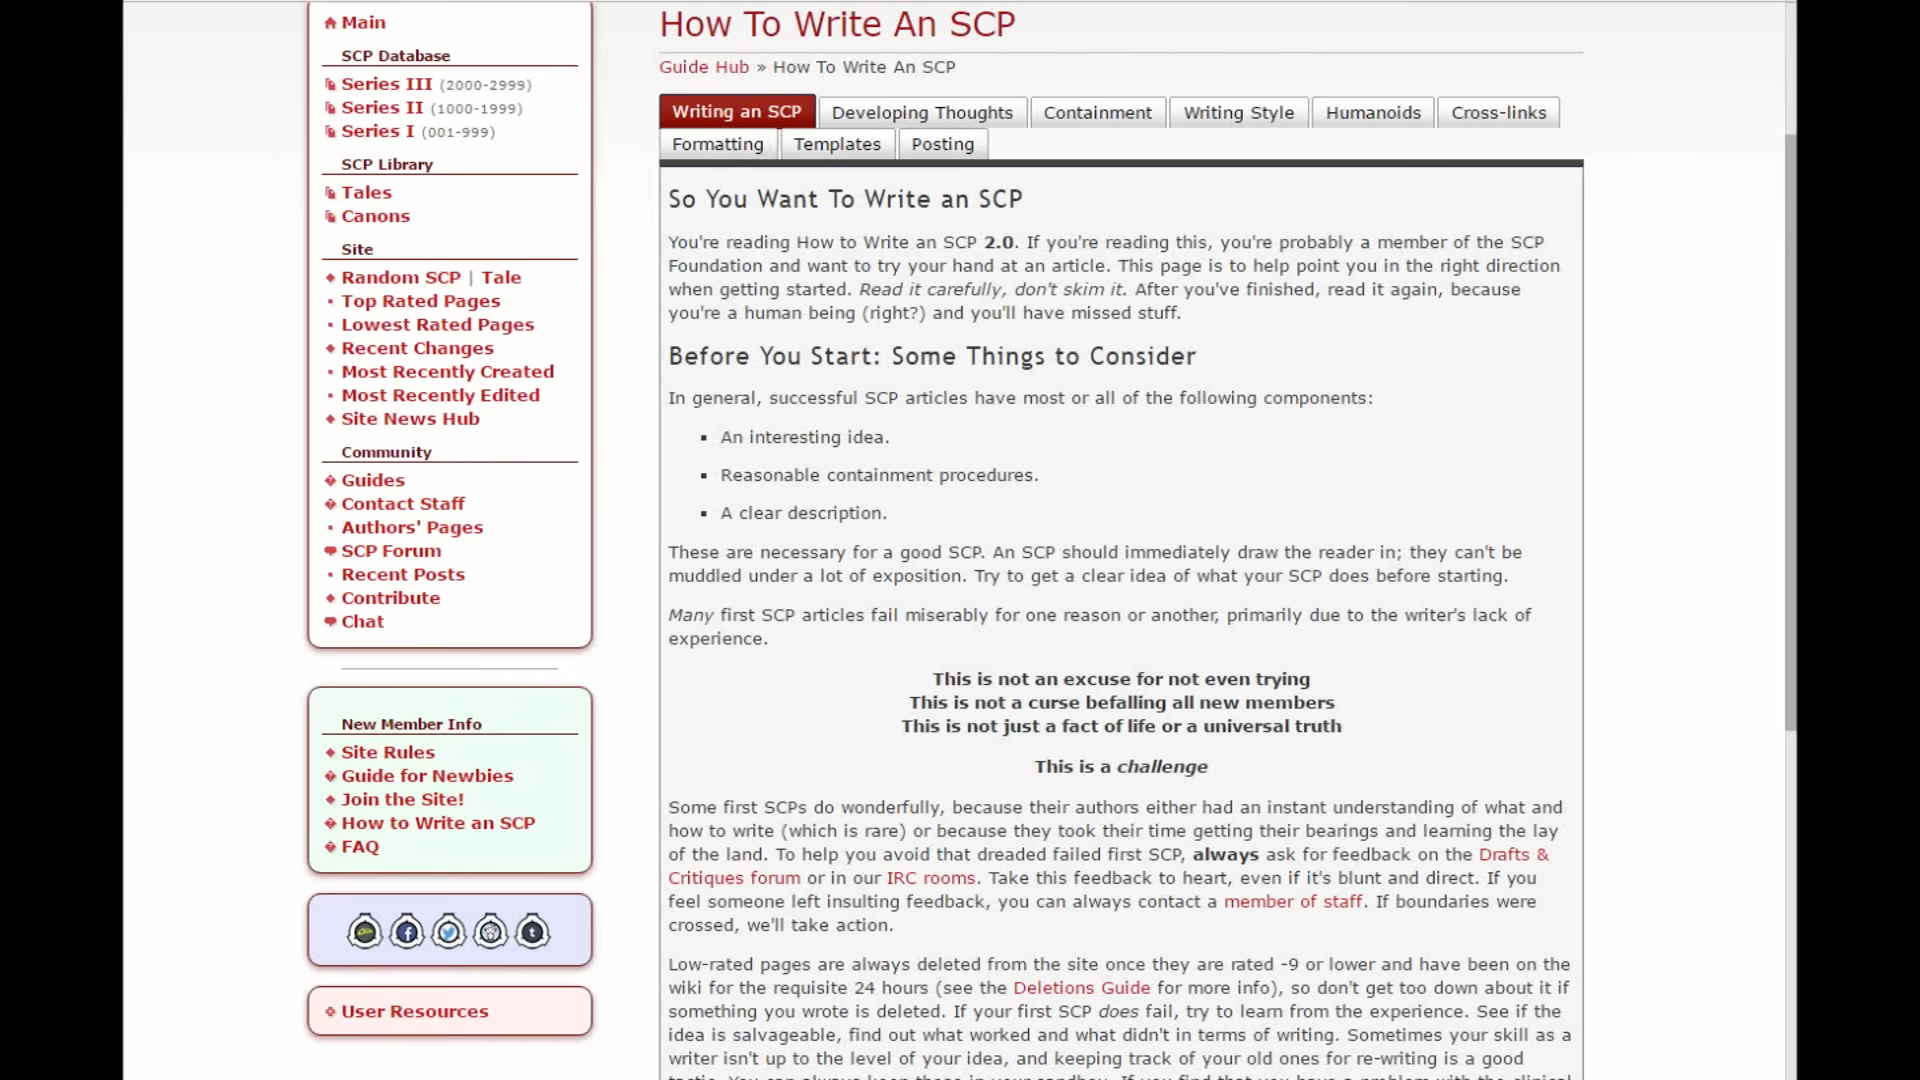 Main
SCP Database
Series III (2000-2999)
Series II (1000-1999)
Series I (001-999)
SCP Library
Tales
Canons
Site
Random SCP | Tale
Top Rated Pages
Lowest Rated Pages
Recent Changes
Most Recently Created
Most Recently Edited
Site News Hub
Community
Guides
Contact Staff
Authors' Pages
SCP Forum
Recent Posts
Contribute
Chat
New Member Info
Site Rules
Guide for Newbies
Join the Site!
How to Write an SCP
FAQ
User Resources
How To Write An SCP
Guide Hub » How To Write An SCP
Writing an SCP Developing Thoughts Containment Writing Style Humanoids Cross-links
Formatting Templates Posting
So You Want To Write an SCP
You're reading How to Write an SCP 2.0. If you're reading this, you're probably a member of the SCP
Foundation and want to try your hand at an article. This page is to help point you in the right direction
when getting started. Read it carefully, don't skim it. After you've finished, read it again, because
you're a human being (right?) and you'll have missed stuff.
Before You Start: Some Things to Consider
In general, successful SCP articles have most or all of the following components:
An interesting idea.
Reasonable containment procedures.
A clear description.
These are necessary for a good SCP. An SCP should immediately draw the reader in; they can't be
muddled under a lot of exposition. Try to get a clear idea of what your SCP does before starting.
Many first SCP articles fail miserably for one reason or another, primarily due to the writer's lack of
experience.
This is not an excuse for not even trying
This is not a curse befalling all new members
This is not just a fact of life or a universal truth
This is a challenge
Some first SCPs do wonderfully, because their authors either had an instant understanding of what and
how to write (which is rare) or because they took their time getting their bearings and learning the lay
of the land. To help you avoid that dreaded failed first SCP, always ask for feedback on the Drafts &
Critiques forum or in our IRC rooms. Take this feedback to heart, even if it's blunt and direct. If you
feel someone left insulting feedback, you can always contact a member of staff. If boundaries were
crossed, we'll take action.
Low-rated pages are always deleted from the site once they are rated -9 or lower and have been on the
wiki for the requisite 24 hours (see the Deletions Guide for more info), so don't get too down about it if
something you wrote is deleted. If your first SCP does fail, try to learn from the experience. See if the
idea is salvageable, find out what worked and what didn't in terms of writing. Sometimes your skill as a
writer isn't up to the level of your idea, and keeping track of your old ones for re-writing is a good